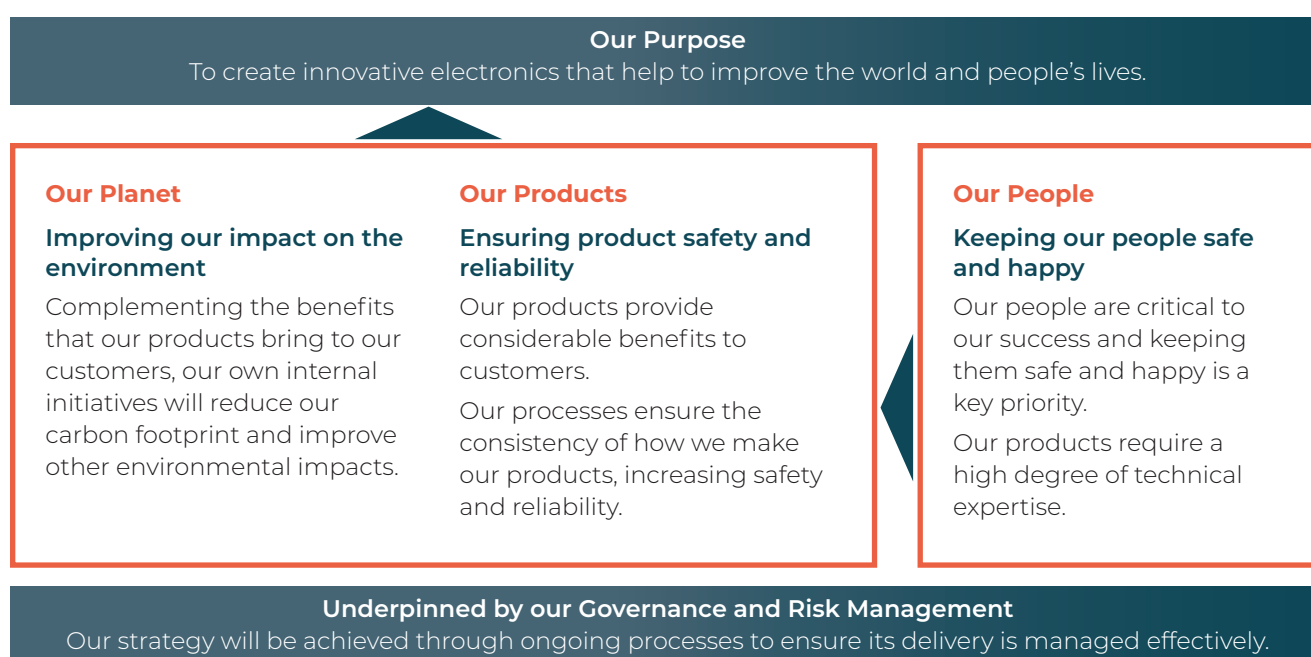 Our Purpose
To create innovative electronics that help to improve the world and people’s lives.
Our Planet
Improving our impact on the
environment
Complementing the benefits
that our products bring to our
customers, our own internal
initiatives will reduce our
carbon footprint and improve
other environmental impacts.
Our Products
Ensuring product safety and
reliability
Our products provide
considerable benefits to
customers.
Our processes ensure the
consistency of how we make
our products, increasing safety
and reliability.
Our People
Keeping our people safe
and happy
Our people are critical to
our success and keeping
them safe and happy is a
key priority.
Our products require a
high degree of technical
expertise.
Underpinned by our Governance and Risk Management
Our strategy will be achieved through ongoing processes to ensure its delivery is managed effectively.